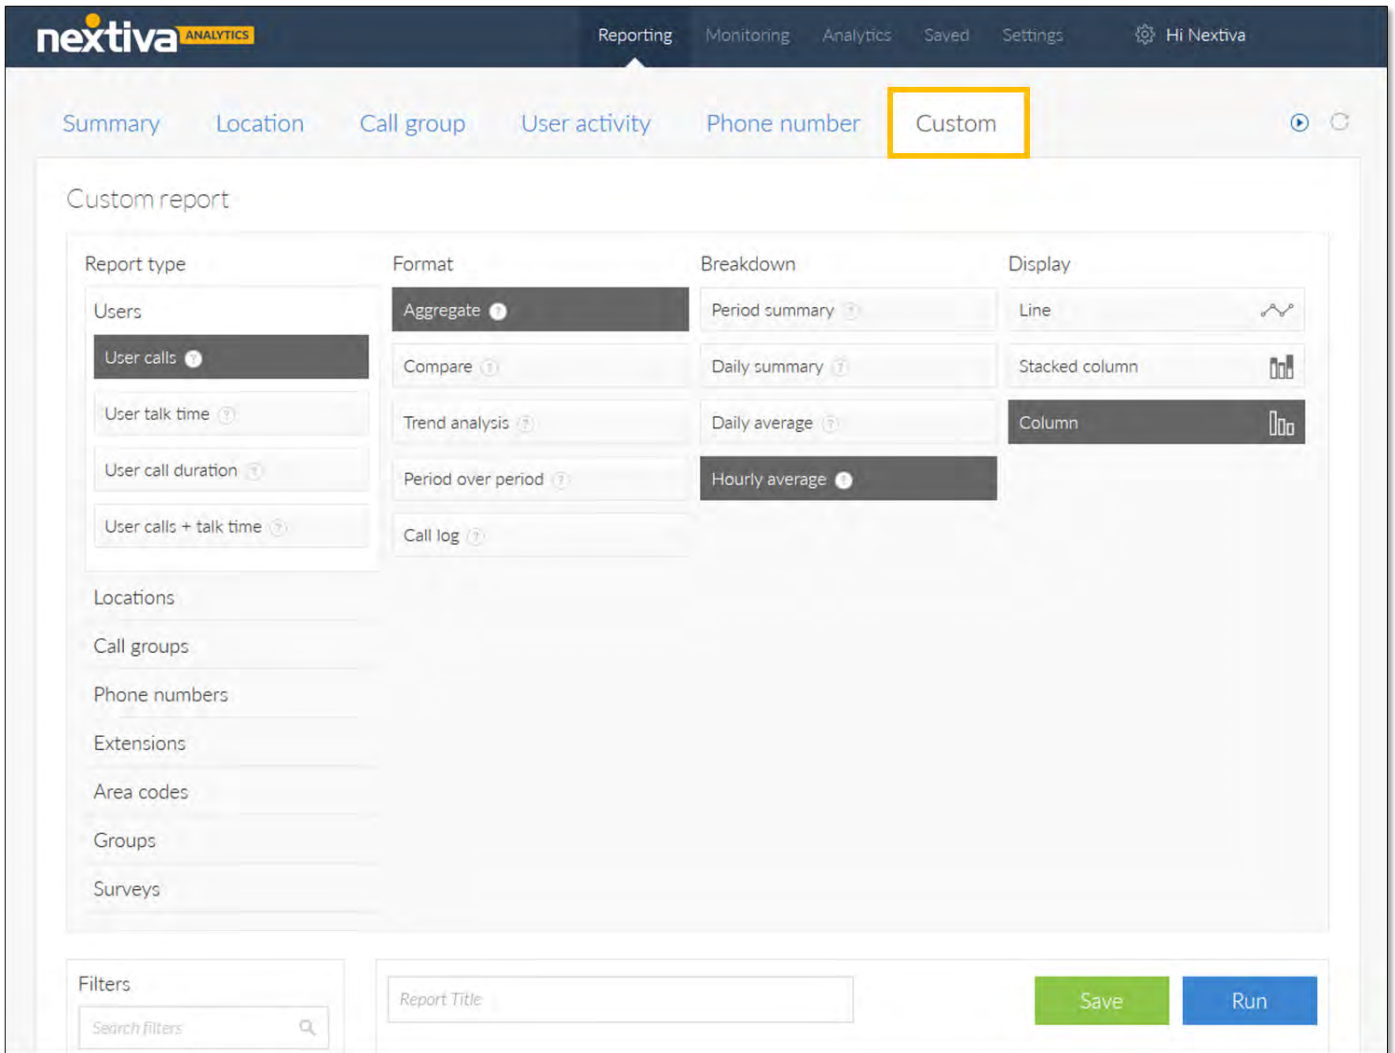 nextiva ANALYTICS
Reporting Monitoring Analytics Saved Settings Hi Nextiva
Summary Location Call group User activity Phone number Custom
Custom report
Report type Format Breakdown Display
Users
User calls ?
User talk time ?
User call duration ?
User calls + talk time ?
Locations
Call groups
Phone numbers
Extensions
Area codes
Groups
Surveys
Aggregate ?
Compare ?
Trend analysis ?
Period over period ?
Call log ?
Period summary ?
Daily summary ?
Daily average ?
Hourly average ?
Line
Stacked column
Column
Filters
Search filters
Report Title
Save Run